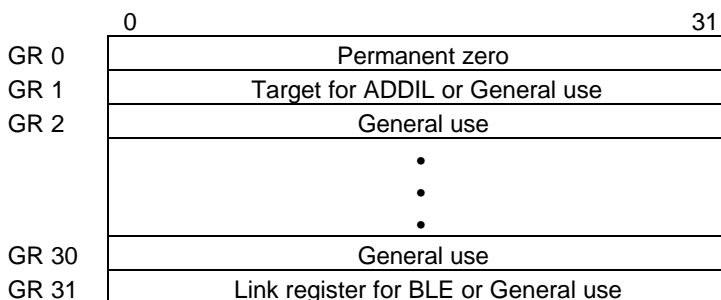 0 31
GR 0 Permanent zero
GR 1 Target for ADDIL or General use
GR 2 General use
•
•
•
GR 30 General use
GR 31 Link register for BLE or General use